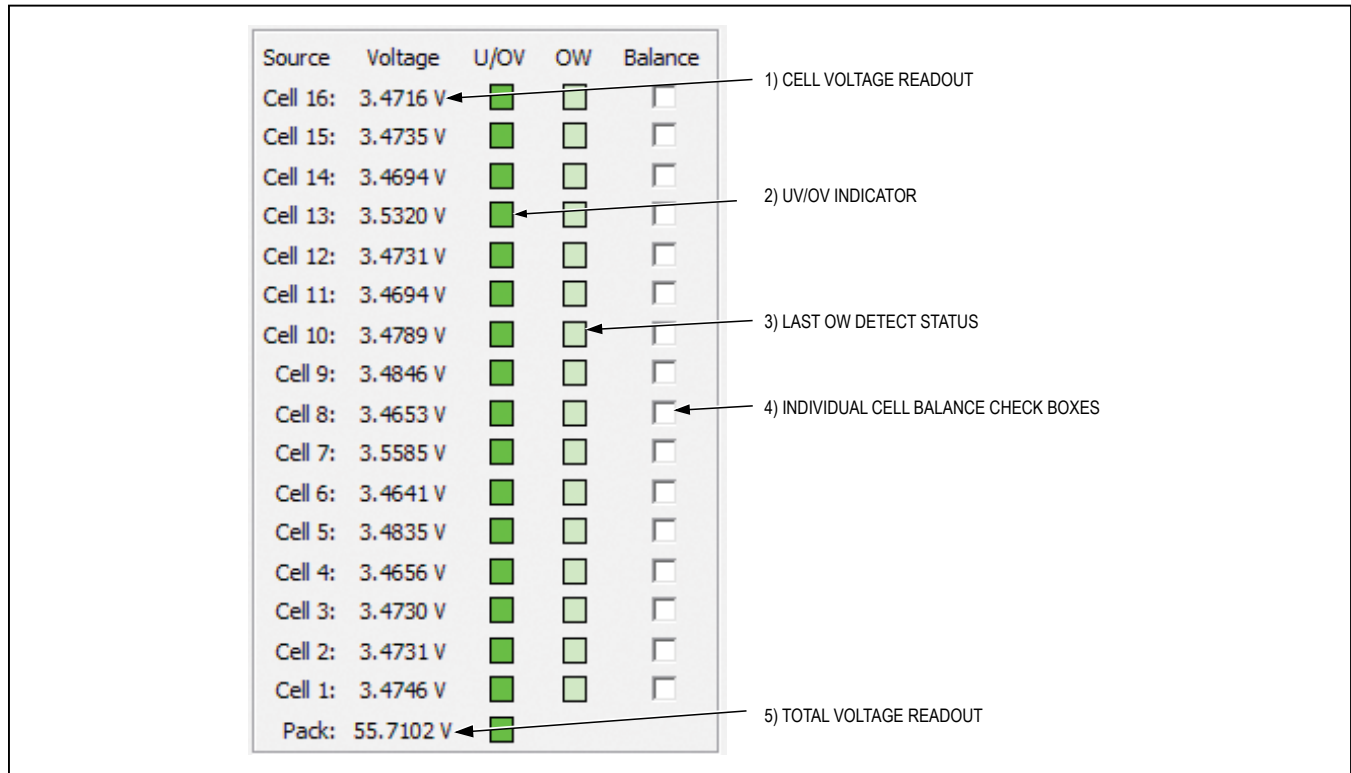 Source Voltage U/OV OW Balance
Cell 16: 3.4716 V
Cell 15: 3.4735 V
Cell 14: 3.4694 V
Cell 13: 3.5320 V
Cell 12: 3.4731 V
Cell 11: 3.4694 V
Cell 10: 3.4789 V
Cell 9: 3.4846 V
Cell 8: 3.4653 V
Cell 7: 3.5585 V
Cell 6: 3.4641 V
Cell 5: 3.4835 V
Cell 4: 3.4656 V
Cell 3: 3.4730 V
Cell 2: 3.4731 V
Cell 1: 3.4746 V
Pack: 55.7102 V
1) CELL VOLTAGE READOUT
2) UV/OV INDICATOR
3) LAST OW DETECT STATUS
4) INDIVIDUAL CELL BALANCE CHECK BOXES
5) TOTAL VOLTAGE READOUT